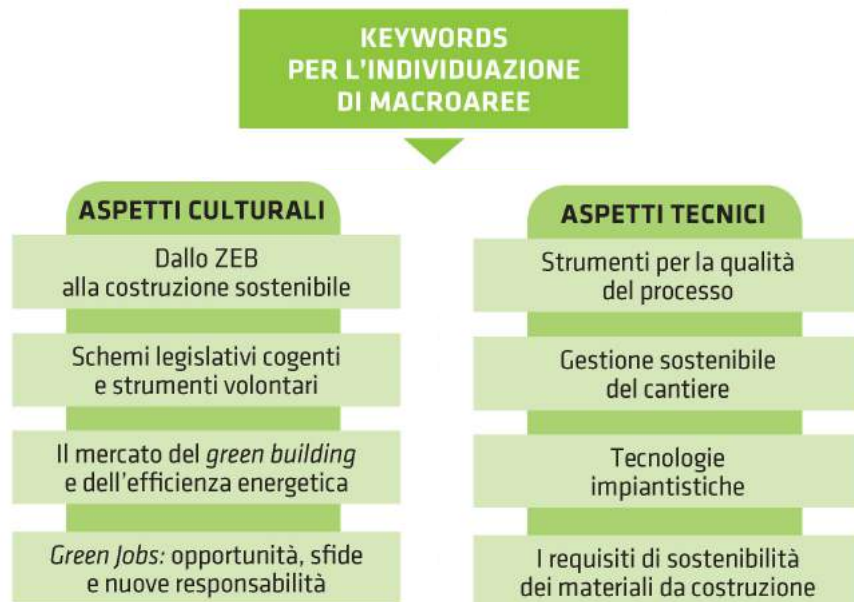 KEYWORDS
PER L'INDIVIDUAZIONE
DI MACROAREE
ASPETTI CULTURALI
Dallo ZEB
alla costruzione sostenibile
Schemi legislativi cogenti
e strumenti volontari
Il mercato del green building
e dell'efficienza energetica
Green Jobs: opportunità, sfide
e nuove responsabilità
ASPETTI TECNICI
Strumenti per la qualità
del processo
Gestione sostenibile
del cantiere
Tecnologie
impiantistiche
I requisiti di sostenibilità
dei materiali da costruzione